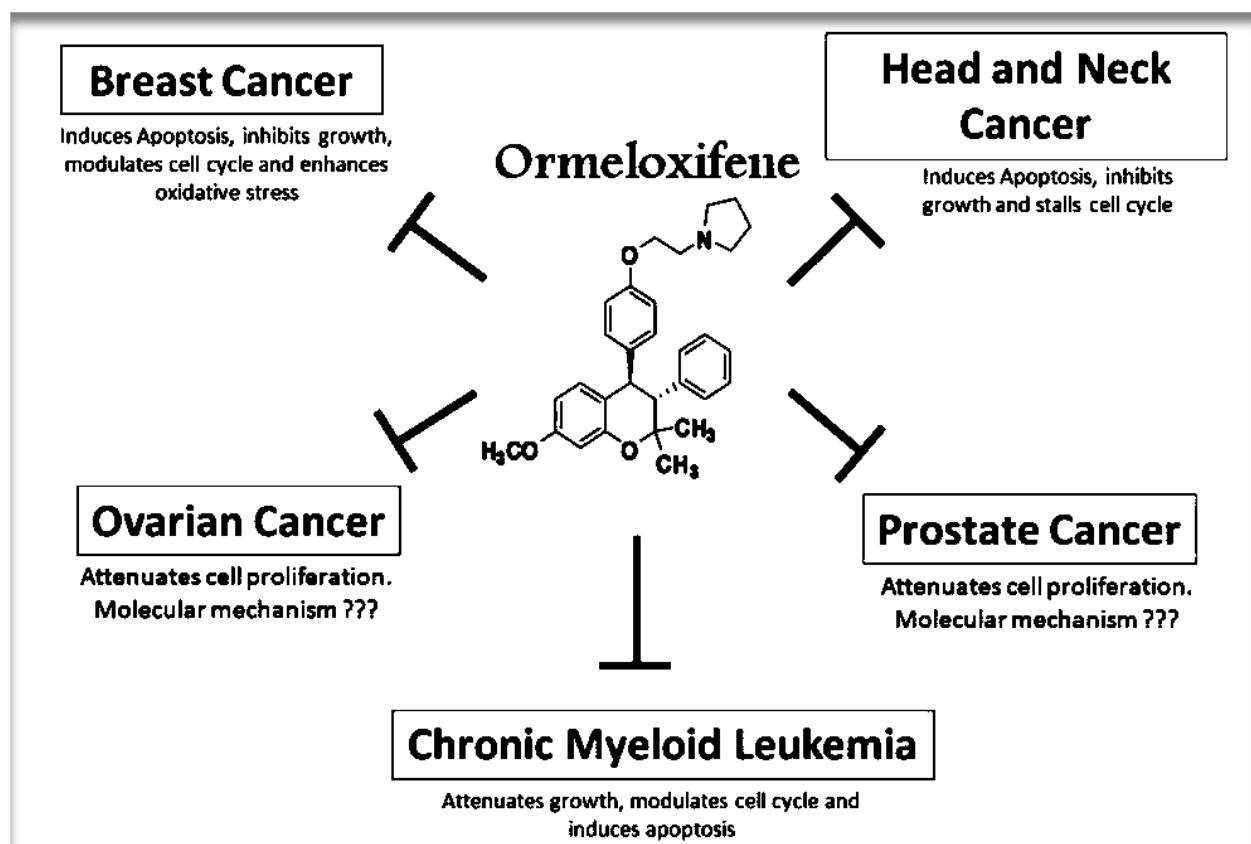 Breast Cancer
Induces Apoptosis, inhibits growth,
modulates cell cycle and enhances
oxidative stress
Head and Neck
Cancer
Induces Apoptosis, inhibits
growth and stalls cell cycle
Ormeloxifene
N
O
H₃CO
O
CH₃
CH₃
Ovarian Cancer
Attenuates cell proliferation.
Molecular mechanism ???
Prostate Cancer
Attenuates cell proliferation.
Molecular mechanism ???
Chronic Myeloid Leukemia
Attenuates growth, modulates cell cycle and
induces apoptosis